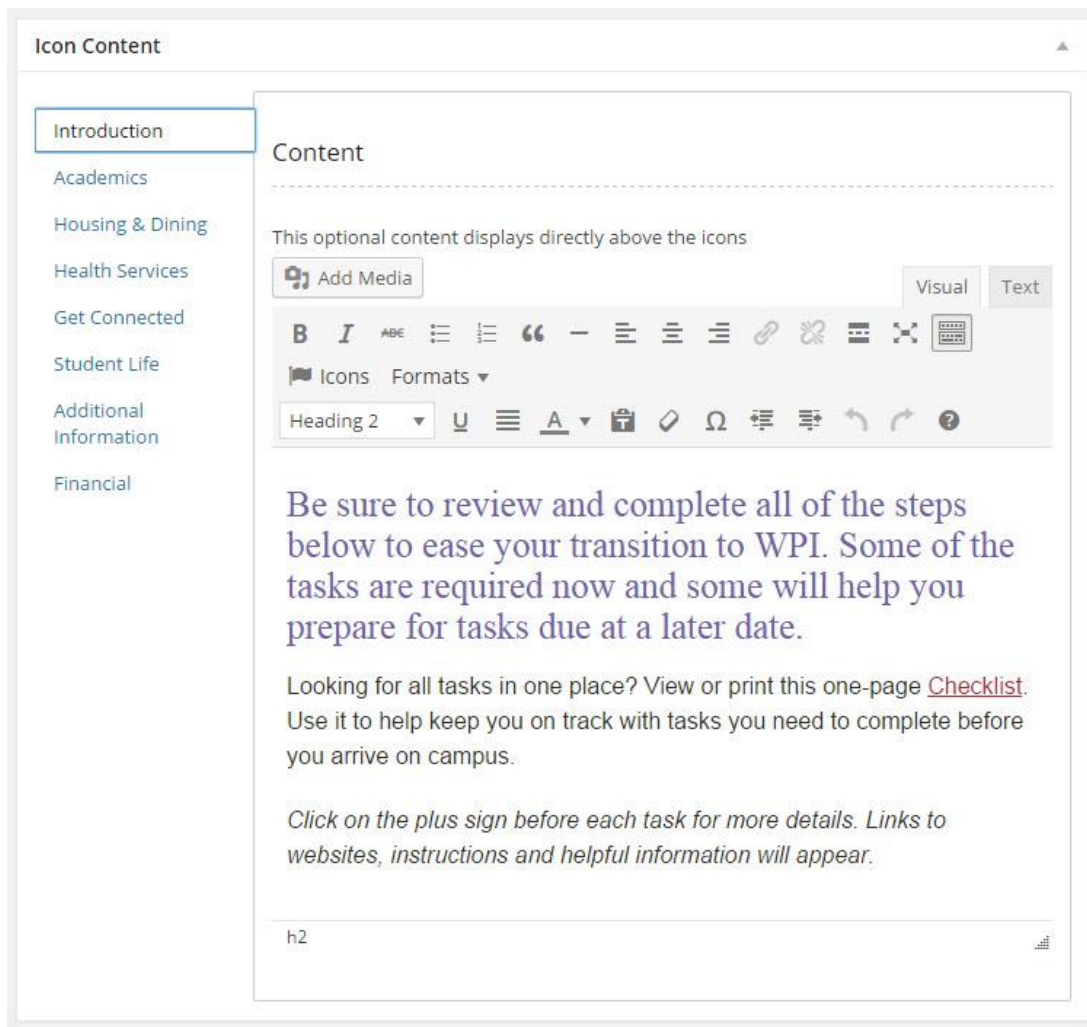 Icon Content
Introduction
Academics
Housing & Dining
Health Services
Get Connected
Student Life
Additional
Information
Financial
Content
This optional content displays directly above the icons
Add Media
Visual Text
B I ABC
Icons Formats
Heading 2 U A T Ω ?
Be sure to review and complete all of the steps
below to ease your transition to WPI. Some of the
tasks are required now and some will help you
prepare for tasks due at a later date.
Looking for all tasks in one place? View or print this one-page Checklist.
Use it to help keep you on track with tasks you need to complete before
you arrive on campus.
Click on the plus sign before each task for more details. Links to
websites, instructions and helpful information will appear.
h2